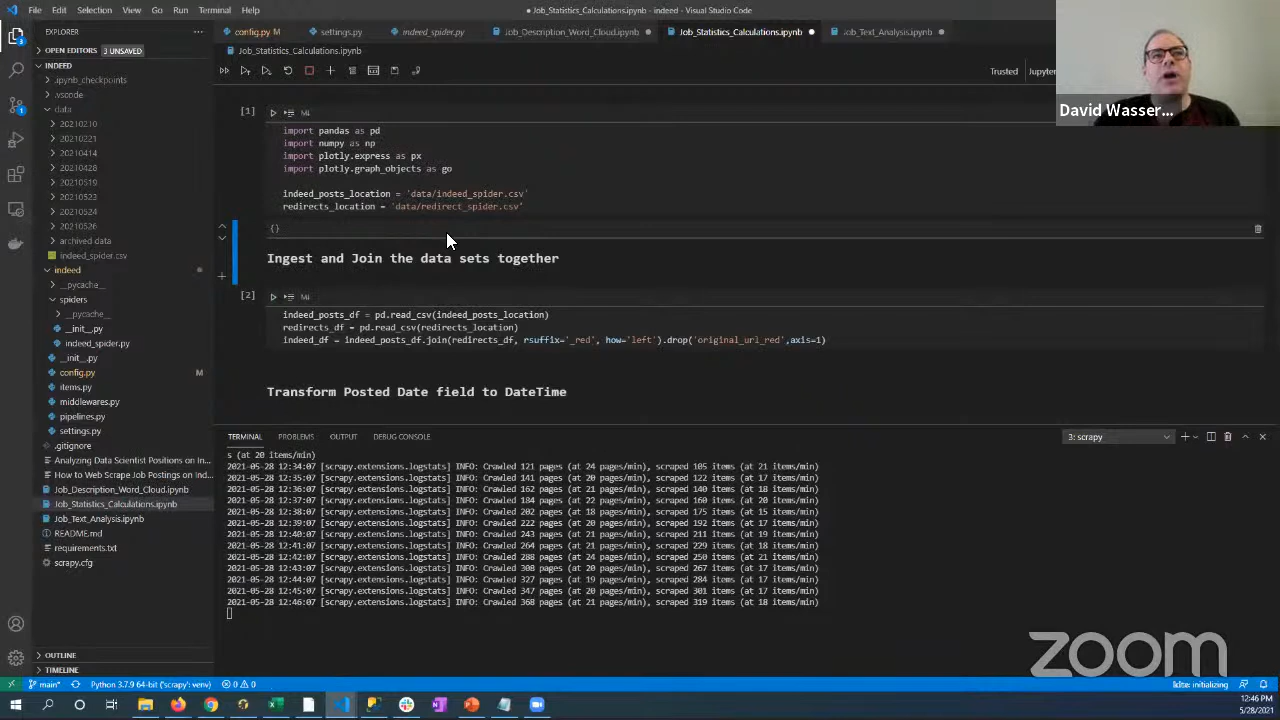 File Edit Selection View Go Run Terminal Help
Job_Statistics_Calculations.ipynb - indeed - Visual Studio Code
EXPLORER
OPEN EDITORS 3 UNSAVED
INDEED
.ipynb_checkpoints
.vscode
data
20210210
20210221
20210414
20210428
20210519
20210523
20210524
20210526
archived data
indeed_spider.csv
indeed
__pycache__
spiders
__pycache__
__init__.py
indeed_spider.py
__init__.py
config.py M
items.py
middlewares.py
pipelines.py
settings.py
.gitignore
Analyzing Data Scientist Positions on In...
How to Web Scrape Job Postings on Ind...
Job_Description_Word_Cloud.ipynb
Job_Statistics_Calculations.ipynb
Job_Text_Analysis.ipynb
README.md
requirements.txt
scrapy.cfg
OUTLINE
TIMELINE
config.py M settings.py indeed_spider.py Job_Description_Word_Cloud.ipynb Job_Statistics_Calculations.ipynb Job_Text_Analysis.ipynb
Job_Statistics_Calculations.ipynb
Trusted Jupyter
David Wasser...
[1]
import pandas as pd
import numpy as np
import plotly.express as px
import plotly.graph_objects as go
indeed_posts_location = 'data/indeed_spider.csv'
redirects_location = 'data/redirect_spider.csv'
{}
Ingest and Join the data sets together
[2]
indeed_posts_df = pd.read_csv(indeed_posts_location)
redirects_df = pd.read_csv(redirects_location)
indeed_df = indeed_posts_df.join(redirects_df, rsuffix='_red', how='left').drop('original_url_red',axis=1)
Transform Posted Date field to DateTime
TERMINAL PROBLEMS OUTPUT DEBUG CONSOLE
3: scrapy
s (at 20 items/min)
2021-05-28 12:34:07 [scrapy.extensions.logstats] INFO: Crawled 121 pages (at 24 pages/min), scraped 105 items (at 21 items/min)
2021-05-28 12:35:07 [scrapy.extensions.logstats] INFO: Crawled 141 pages (at 20 pages/min), scraped 122 items (at 17 items/min)
2021-05-28 12:36:07 [scrapy.extensions.logstats] INFO: Crawled 162 pages (at 21 pages/min), scraped 140 items (at 18 items/min)
2021-05-28 12:37:07 [scrapy.extensions.logstats] INFO: Crawled 184 pages (at 22 pages/min), scraped 160 items (at 20 items/min)
2021-05-28 12:38:07 [scrapy.extensions.logstats] INFO: Crawled 202 pages (at 18 pages/min), scraped 175 items (at 15 items/min)
2021-05-28 12:39:07 [scrapy.extensions.logstats] INFO: Crawled 222 pages (at 20 pages/min), scraped 192 items (at 17 items/min)
2021-05-28 12:40:07 [scrapy.extensions.logstats] INFO: Crawled 243 pages (at 21 pages/min), scraped 211 items (at 19 items/min)
2021-05-28 12:41:07 [scrapy.extensions.logstats] INFO: Crawled 264 pages (at 21 pages/min), scraped 229 items (at 18 items/min)
2021-05-28 12:42:07 [scrapy.extensions.logstats] INFO: Crawled 288 pages (at 24 pages/min), scraped 250 items (at 21 items/min)
2021-05-28 12:43:07 [scrapy.extensions.logstats] INFO: Crawled 308 pages (at 20 pages/min), scraped 267 items (at 17 items/min)
2021-05-28 12:44:07 [scrapy.extensions.logstats] INFO: Crawled 327 pages (at 19 pages/min), scraped 284 items (at 17 items/min)
2021-05-28 12:45:07 [scrapy.extensions.logstats] INFO: Crawled 347 pages (at 20 pages/min), scraped 301 items (at 17 items/min)
2021-05-28 12:46:07 [scrapy.extensions.logstats] INFO: Crawled 368 pages (at 21 pages/min), scraped 319 items (at 18 items/min)
zoom
main* Python 3.7.9 64-bit ('scrapy': venv) 0 0
initializing
12:46 PM
5/28/2021